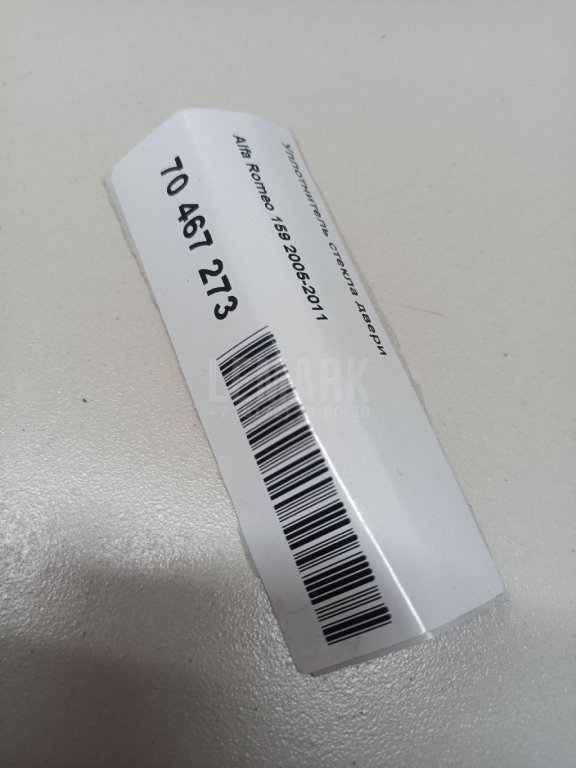 Уплотнитель стекла двери
Alfa Romeo 159 2005-2011
70 467 273